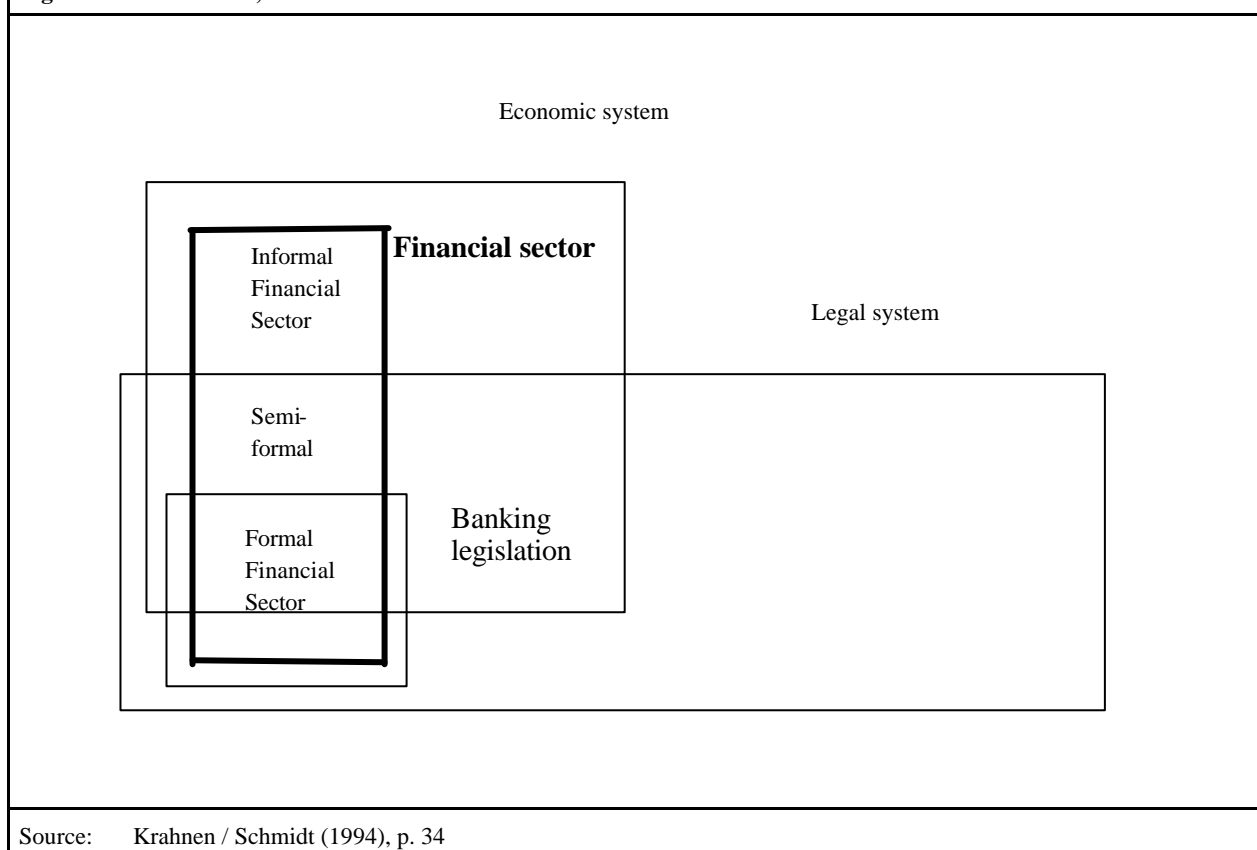 Economic system
Financial sector
Informal
Financial
Sector
Legal system
Semi-
formal
Banking
legislation
Formal
Financial
Sector
Source: Krahnen / Schmidt (1994), p. 34